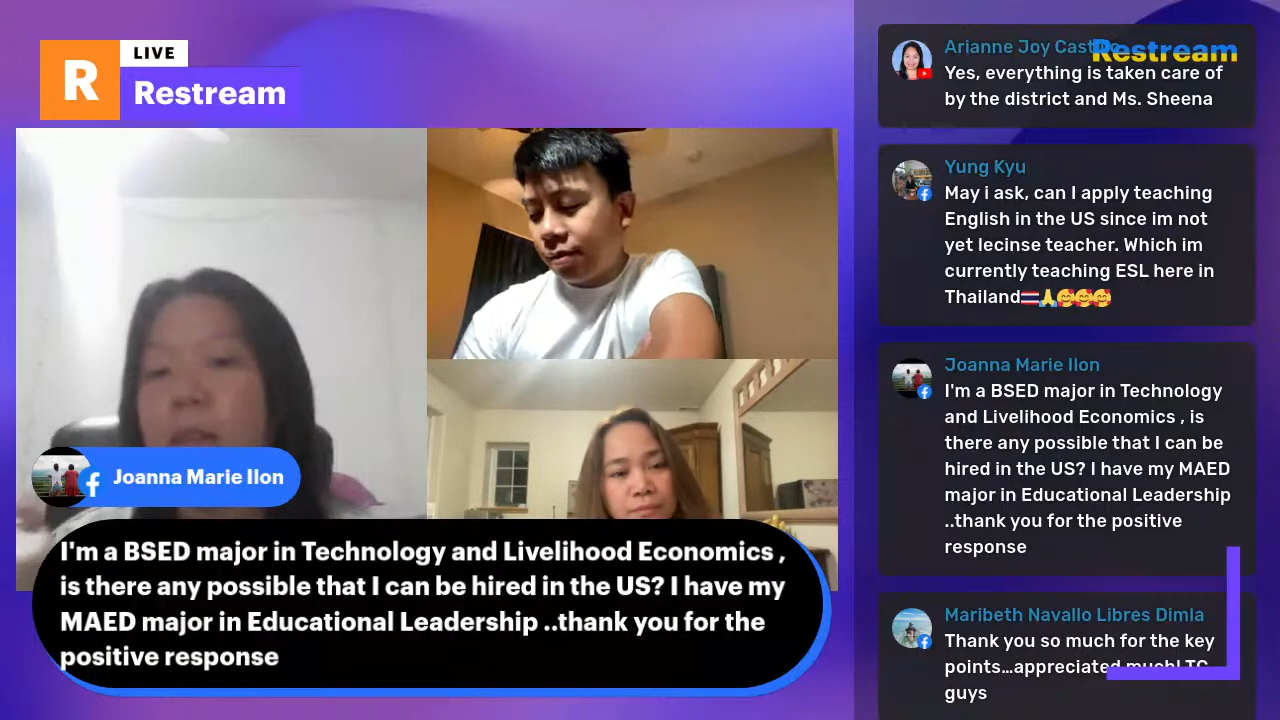 R
LIVE
Restream
Joanna Marie Ilon
I'm a BSED major in Technology and Livelihood Economics ,
is there any possible that I can be hired in the US? I have my
MAED major in Educational Leadership ..thank you for the
positive response
Restream
Arianne Joy
Yes, everything is taken care of
by the district and Ms. Sheena
Yung Kyu
May i ask, can I apply teaching
English in the US since im not
yet lecinse teacher. Which im
currently teaching ESL here in
Thailand🇹🇭🙏🥰🥰🥰
Joanna Marie Ilon
I'm a BSED major in Technology
and Livelihood Economics , is
there any possible that I can be
hired in the US? I have my MAED
major in Educational Leadership
..thank you for the positive
response
Maribeth Navallo Libres Dimla
Thank you so much for the key
points…appreciated much! TC
guys